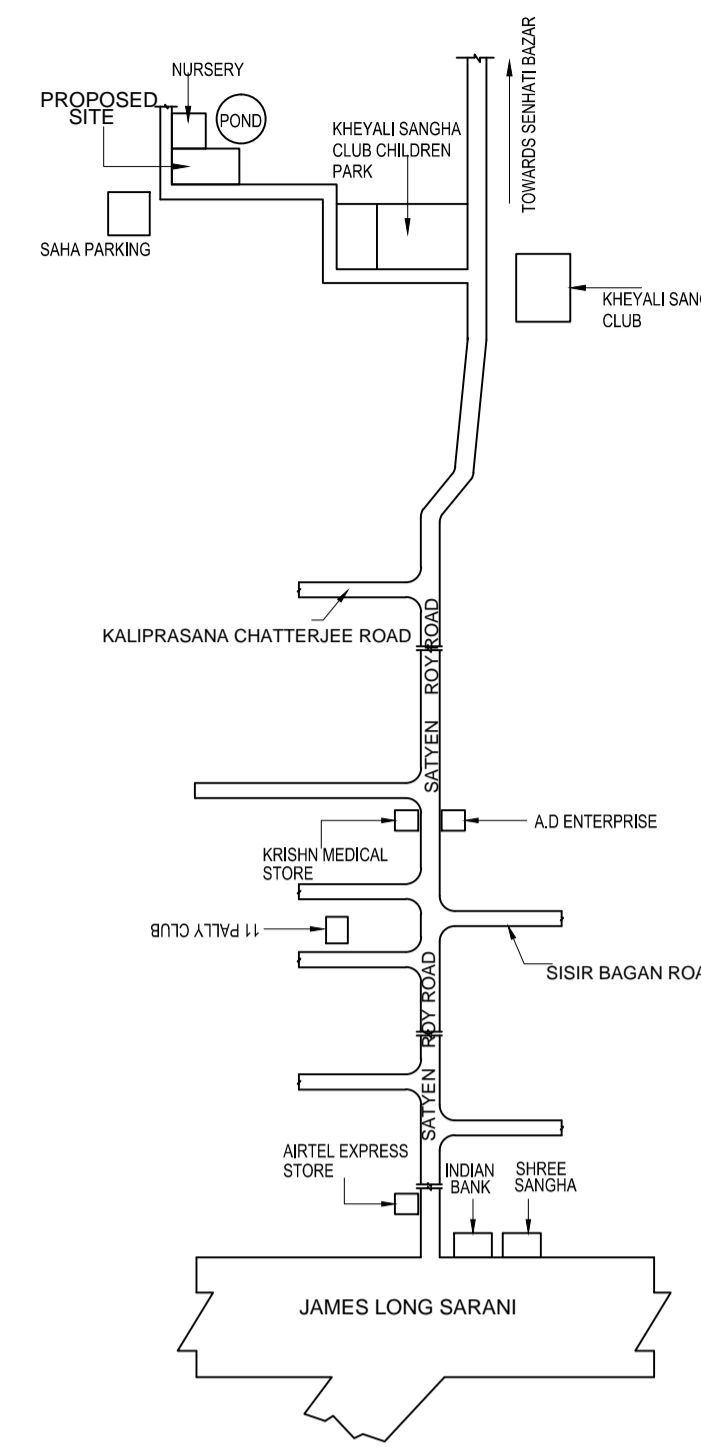 NURSERY
PROPOSED
SITE
POND
KHEYALI SANGHA
CLUB CHILDREN
PARK
TOWARDS SENHATI BAZAR
SAHA PARKING
KHEYALI SAN
CLUB
KALIPRASANA CHATTERJEE ROAD
SATYEN ROY ROAD
A.D ENTERPRISE
KRISHN MEDICAL
STORE
11 PALLY CLUB
SISIR BAGAN ROA
SATYEN ROY ROAD
AIRTEL EXPRESS
STORE
INDIAN
BANK
SHREE
SANGHA
JAMES LONG SARANI